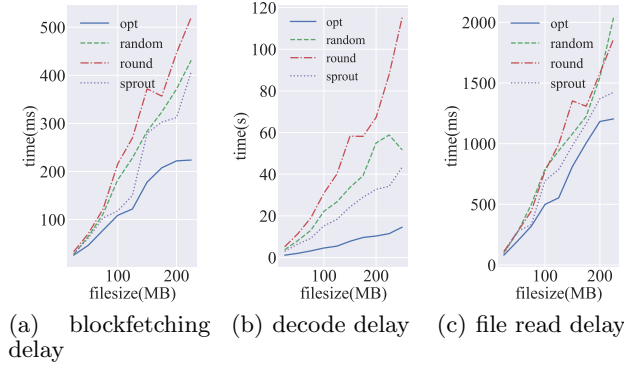 opt
random
round
sprout
500
400
300
200
100
time(ms)
100 200
filesize(MB)
(a) blockfetching
delay
opt
random
round
sprout
120
100
80
60
40
20
0
time(s)
100 200
filesize(MB)
(b) decode delay
opt
random
round
sprout
2000
1500
1000
500
0
time(ms)
100 200
filesize(MB)
(c) file read delay